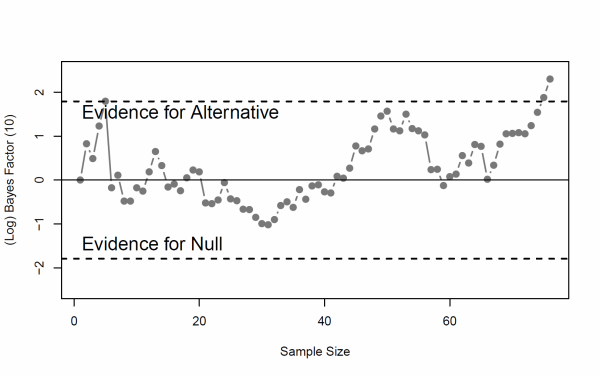 (Log) Bayes Factor (10)
2
1
0
−1
−2
Evidence for Alternative
Evidence for Null
0 20 40 60
Sample Size